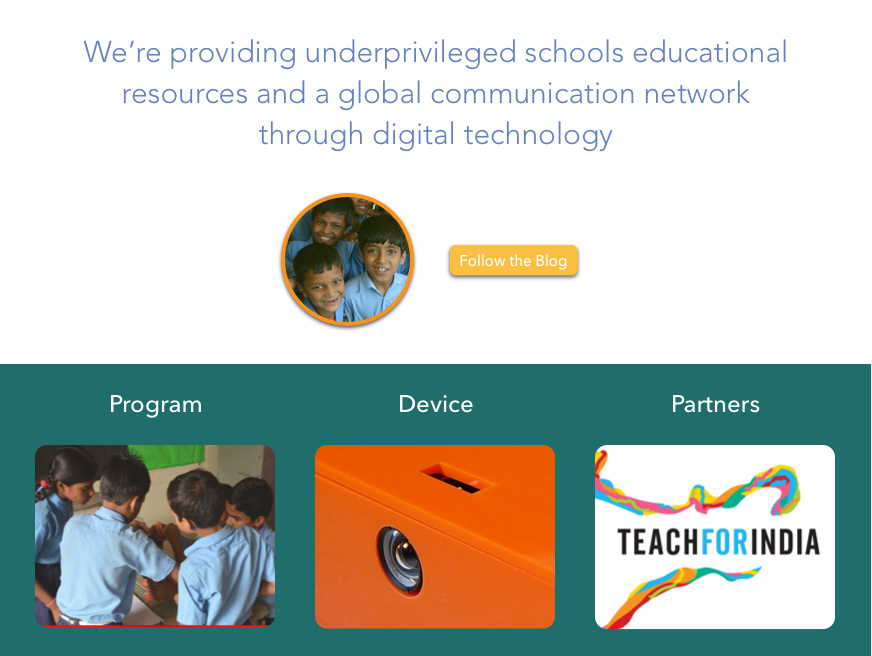 We’re providing underprivileged schools educational
resources and a global communication network
through digital technology
Follow the Blog
Program
Device
Partners
TEACHFORINDIA